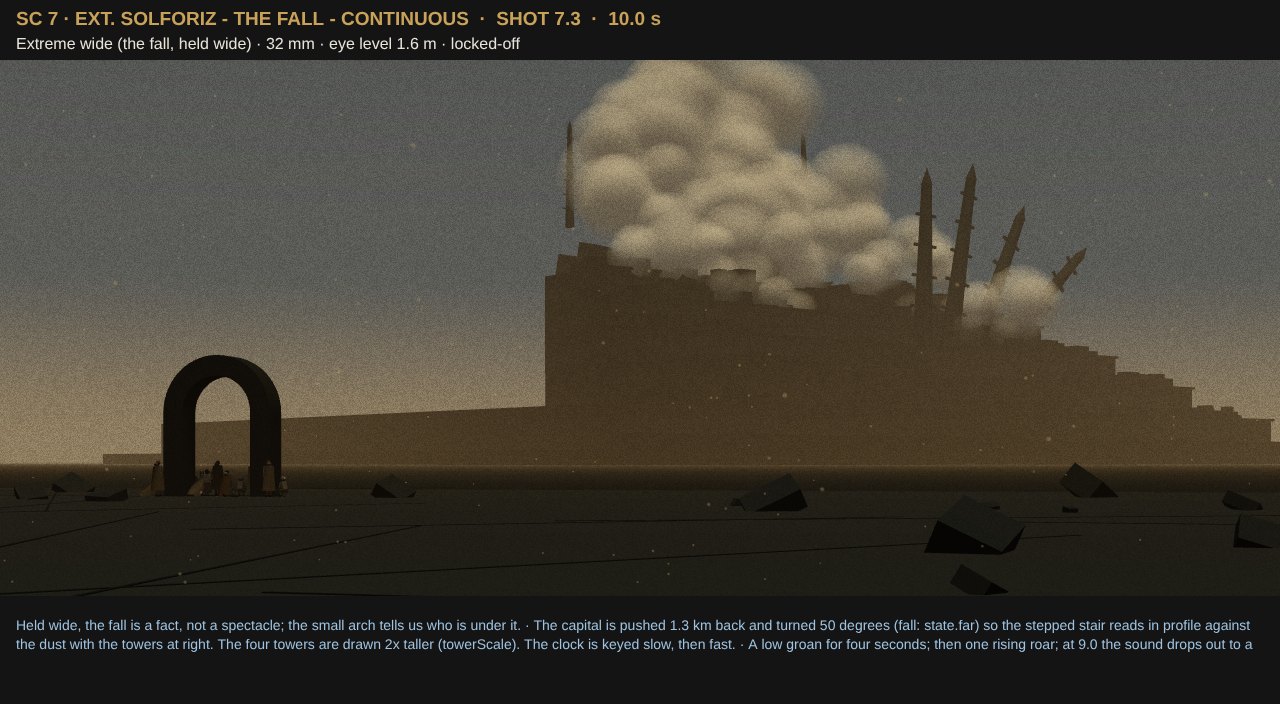 SC 7 · EXT. SOLFORIZ - THE FALL - CONTINUOUS · SHOT 7.3 · 10.0 s
Extreme wide (the fall, held wide) · 32 mm · eye level 1.6 m · locked-off
Held wide, the fall is a fact, not a spectacle; the small arch tells us who is under it. · The capital is pushed 1.3 km back and turned 50 degrees (fall: state.far) so the stepped stair reads in profile against
the dust with the towers at right. The four towers are drawn 2x taller (towerScale). The clock is keyed slow, then fast. · A low groan for four seconds; then one rising roar; at 9.0 the sound drops out to a